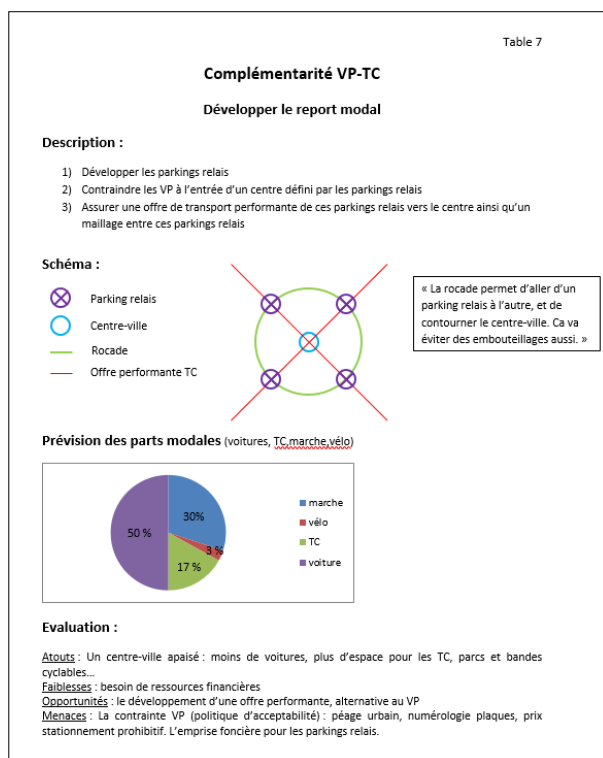 Table 7
Complémentarité VP-TC
Développer le report modal
Description :
1) Développer les parkings relais
2) Contraindre les VP à l'entrée d'un centre défini par les parkings relais
3) Assurer une offre de transport performante de ces parkings relais vers le centre ainsi qu'un
maillage entre ces parkings relais
Schéma :
Parking relais
Centre-ville
Rocade
Offre performante TC
« La rocade permet d'aller d'un
parking relais à l'autre, et de
contourner le centre-ville. Ca va
éviter des embouteillages aussi. »
Prévision des parts modales (voitures, TC,marche,vélo)
30%
3 %
17 %
50 %
marche
vélo
TC
voiture
Evaluation :
Atouts : Un centre-ville apaisé : moins de voitures, plus d'espace pour les TC, parcs et bandes
cyclables…
Faiblesses : besoin de ressources financières
Opportunités : le développement d'une offre performante, alternative au VP
Menaces : La contrainte VP (politique d'acceptabilité) : péage urbain, numérologie plaques, prix
stationnement prohibitif. L'emprise foncière pour les parkings relais.